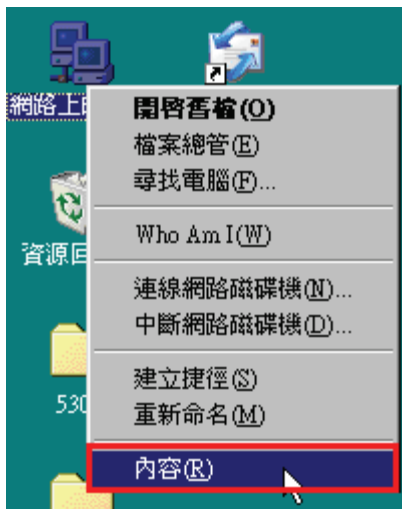 網路上
開啓舊檔(O)
檔案總管(E)
尋找電腦(F)...
Who Am I(W)
資源回
連線網路磁碟機(N)...
中斷網路磁碟機(D)...
建立捷徑(S)
530
重新命名(M)
內容(R)